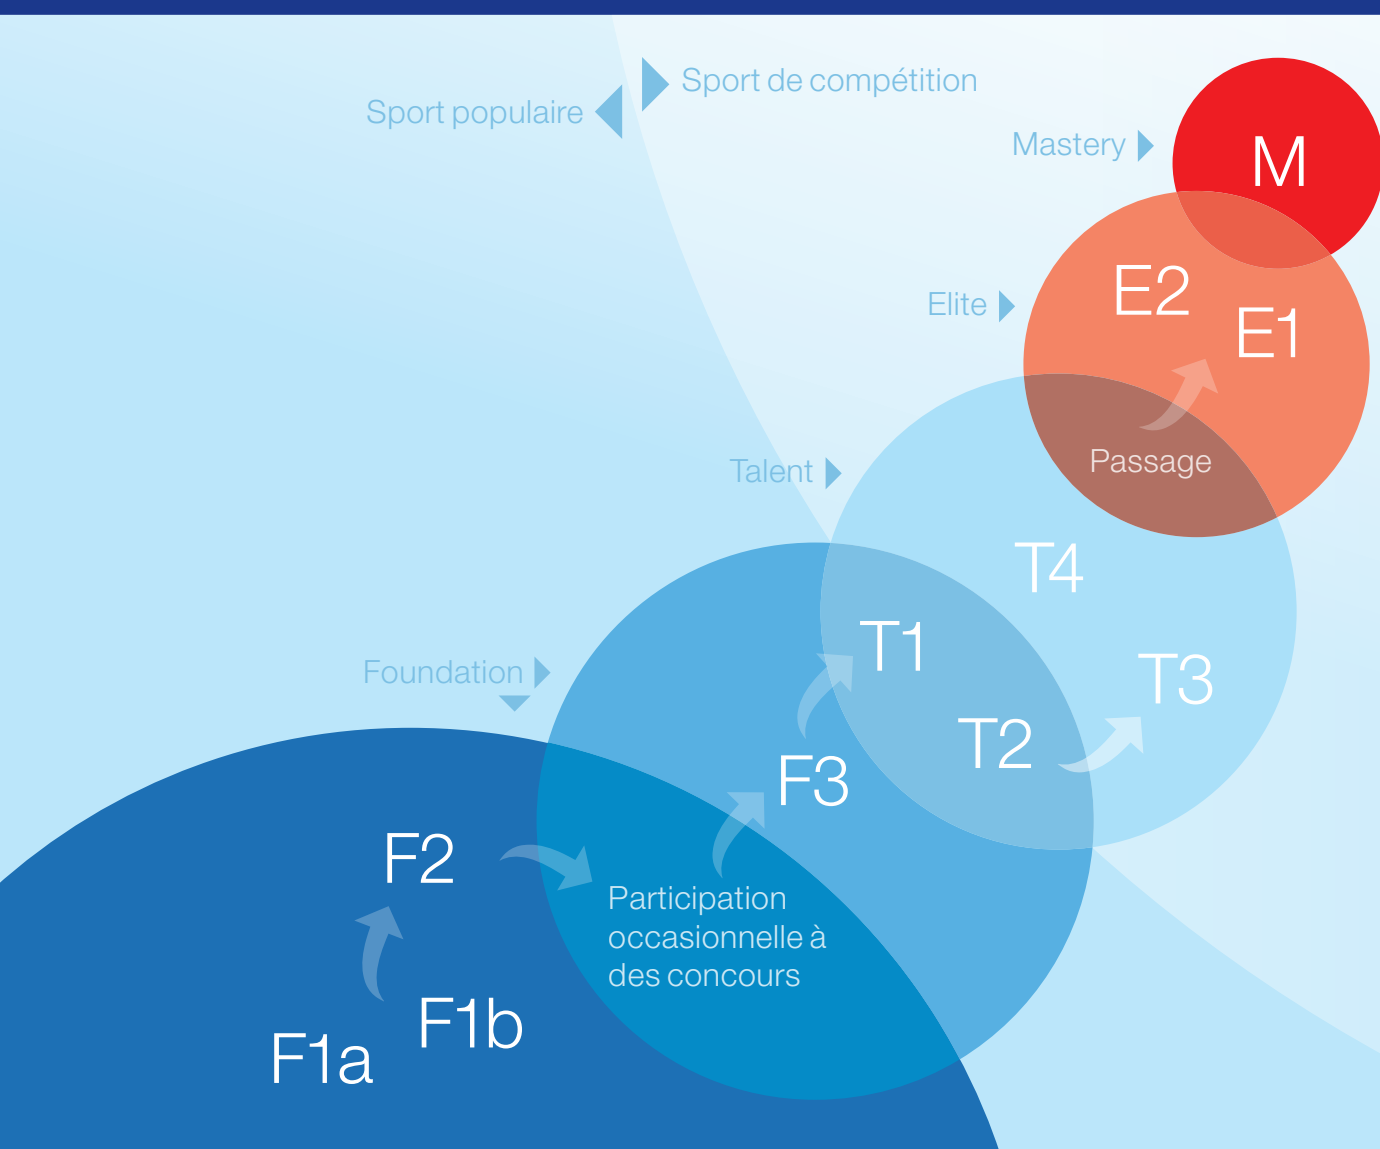 Sport de compétition
Sport populaire
Mastery
M
E2
Elite
E1
Passage
Talent
T4
T1
Foundation
T3
T2
F3
F2
Participation
occasionnelle à
des concours
F1b
F1a